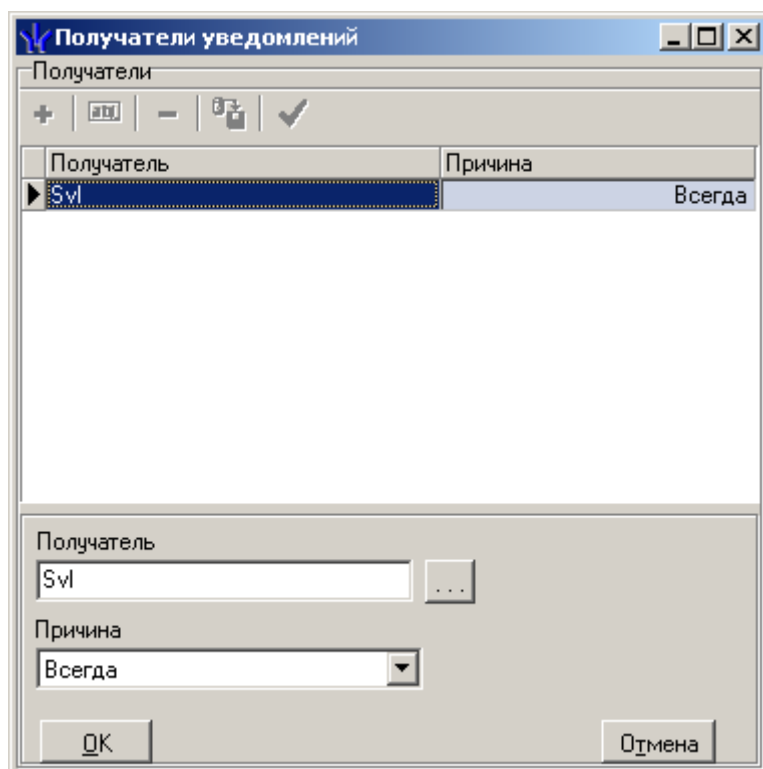 Получатели уведомлений
Получатели
Получатель Причина
Svl Всегда
Получатель
Svl ...
Причина
Всегда
OK Отмена